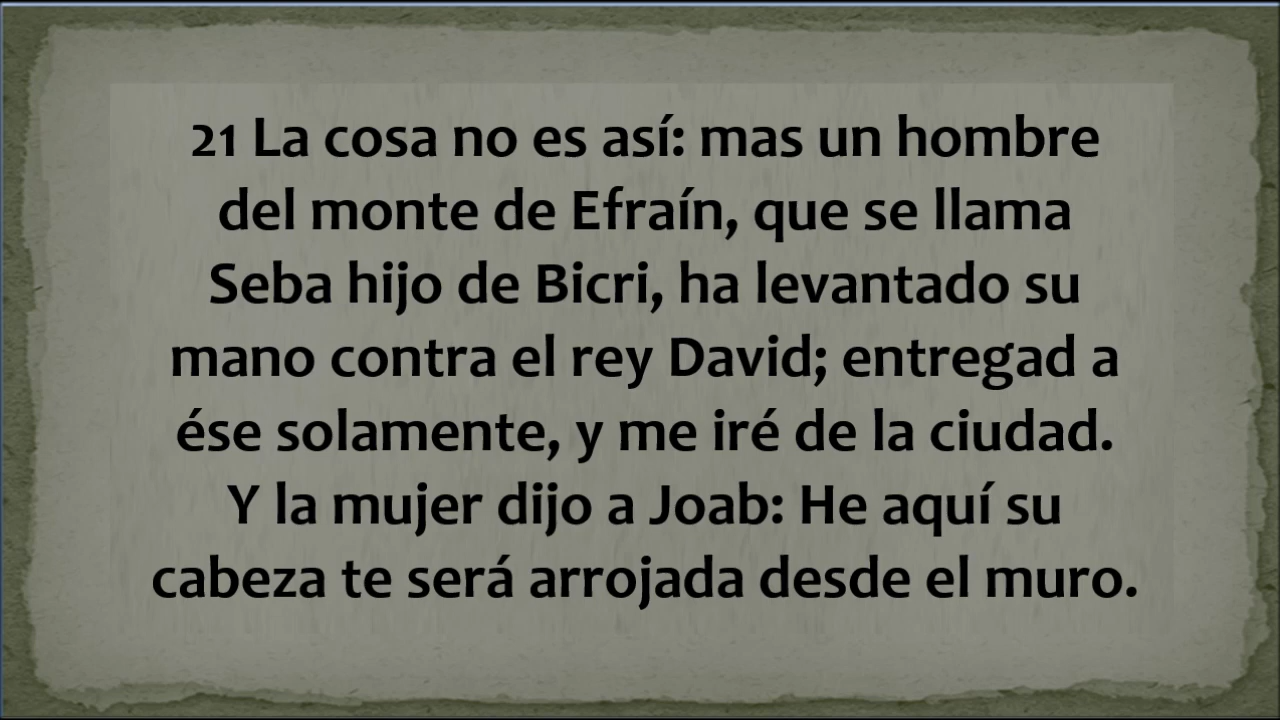 21 La cosa no es así: mas un hombre
del monte de Efraín, que se llama
Seba hijo de Bicri, ha levantado su
mano contra el rey David; entregad a
ése solamente, y me iré de la ciudad.
Y la mujer dijo a Joab: He aquí su
cabeza te será arrojada desde el muro.